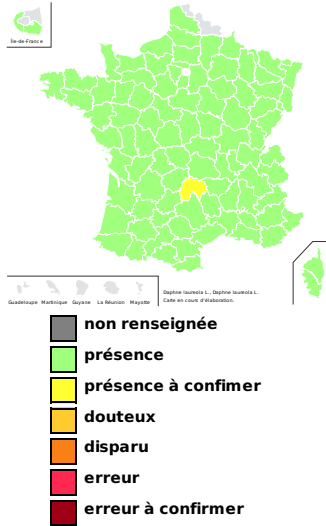 Île-de-France
Guadeloupe Martinique Guyane La Réunion Mayotte
Daphne laureola L., Daphne laureola L..
Carte en cours d'élaboration.
non renseignée
présence
présence à confimer
douteux
disparu
erreur
erreur à confirmer